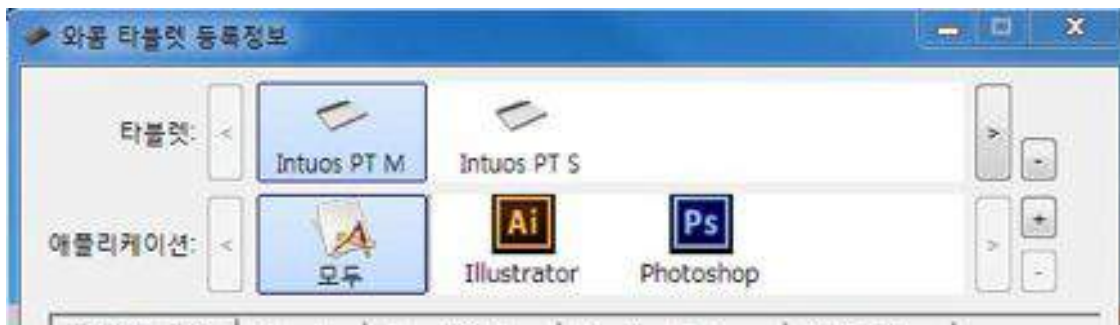 와콤 타블렛 등록정보
타블렛: < Intuos PT M Intuos PT S > -
애플리케이션: < 모두 Ai Illustrator Ps Photoshop > + -